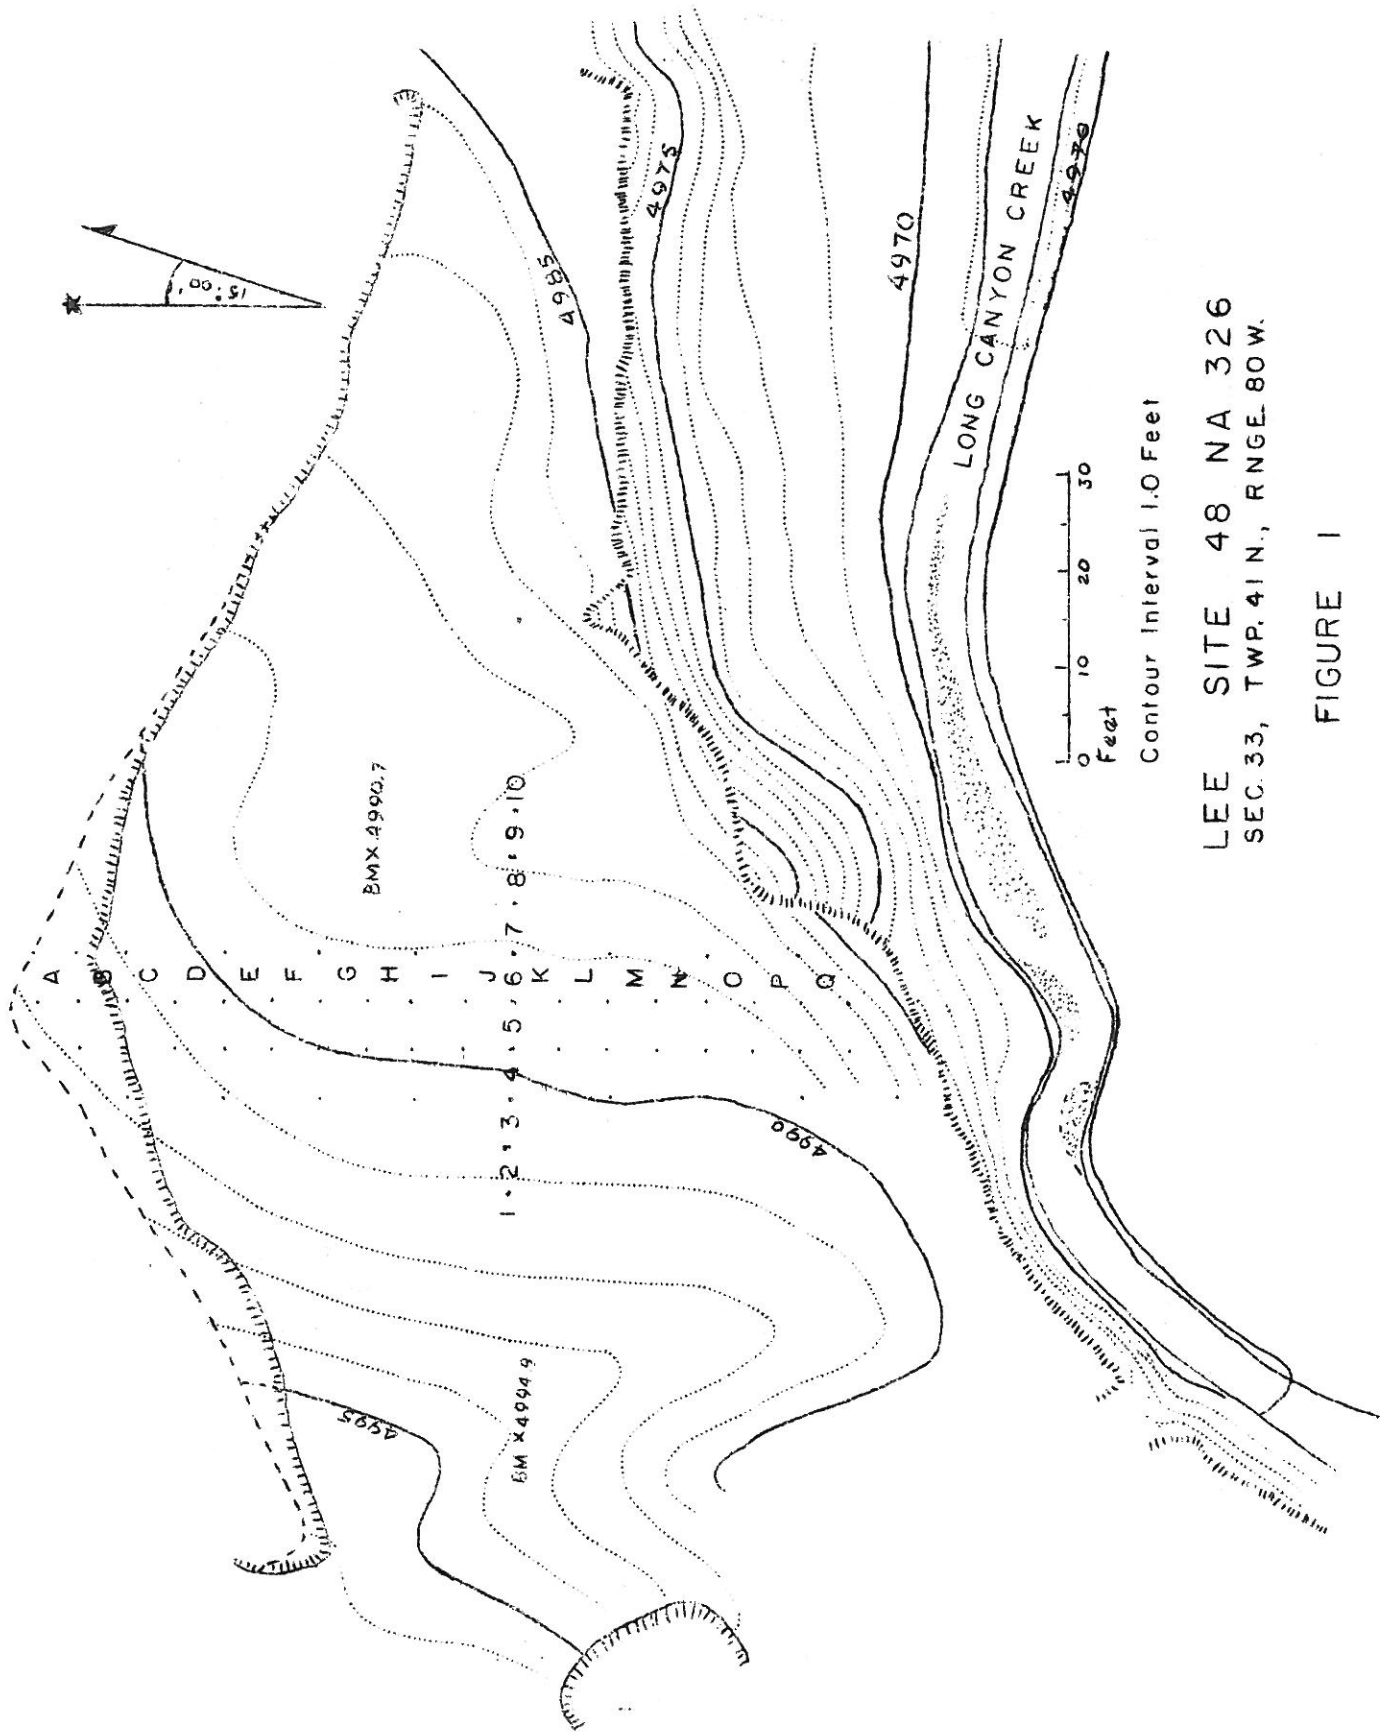 15° 00'
4985
4975
4970
4970
LONG CANYON CREEK
BM X 4990.7
A
B
C
D
E
F
G
H
I
J
K
L
M
N
O
P
Q
1 2 3 4 5 6 7 8 9 10
4990
4995
BM X 4994.9
0 10 20 30
Feet
Contour Interval 1.0 Feet
LEE SITE 48 NA 326
SEC. 33, TWP. 41 N., RNGE. 80 W.
FIGURE 1